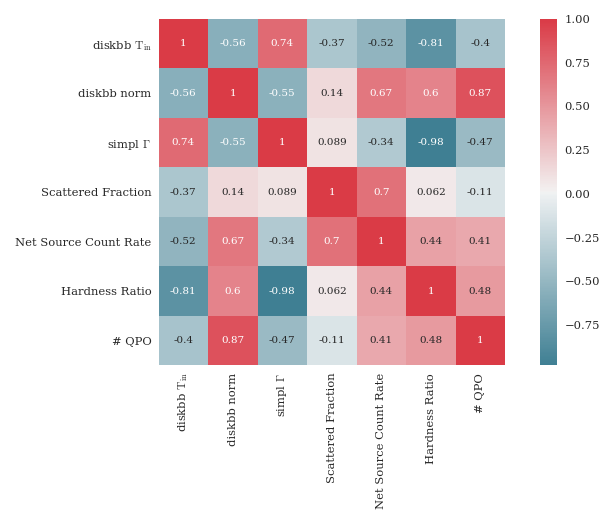 diskbb T_in 1 -0.56 0.74 -0.37 -0.52 -0.81 -0.4
diskbb norm -0.56 1 -0.55 0.14 0.67 0.6 0.87
simpl Γ 0.74 -0.55 1 0.089 -0.34 -0.98 -0.47
Scattered Fraction -0.37 0.14 0.089 1 0.7 0.062 -0.11
Net Source Count Rate -0.52 0.67 -0.34 0.7 1 0.44 0.41
Hardness Ratio -0.81 0.6 -0.98 0.062 0.44 1 0.48
# QPO -0.4 0.87 -0.47 -0.11 0.41 0.48 1
diskbb T_in
diskbb norm
simpl Γ
Scattered Fraction
Net Source Count Rate
Hardness Ratio
# QPO
1.00
0.75
0.50
0.25
0.00
−0.25
−0.50
−0.75